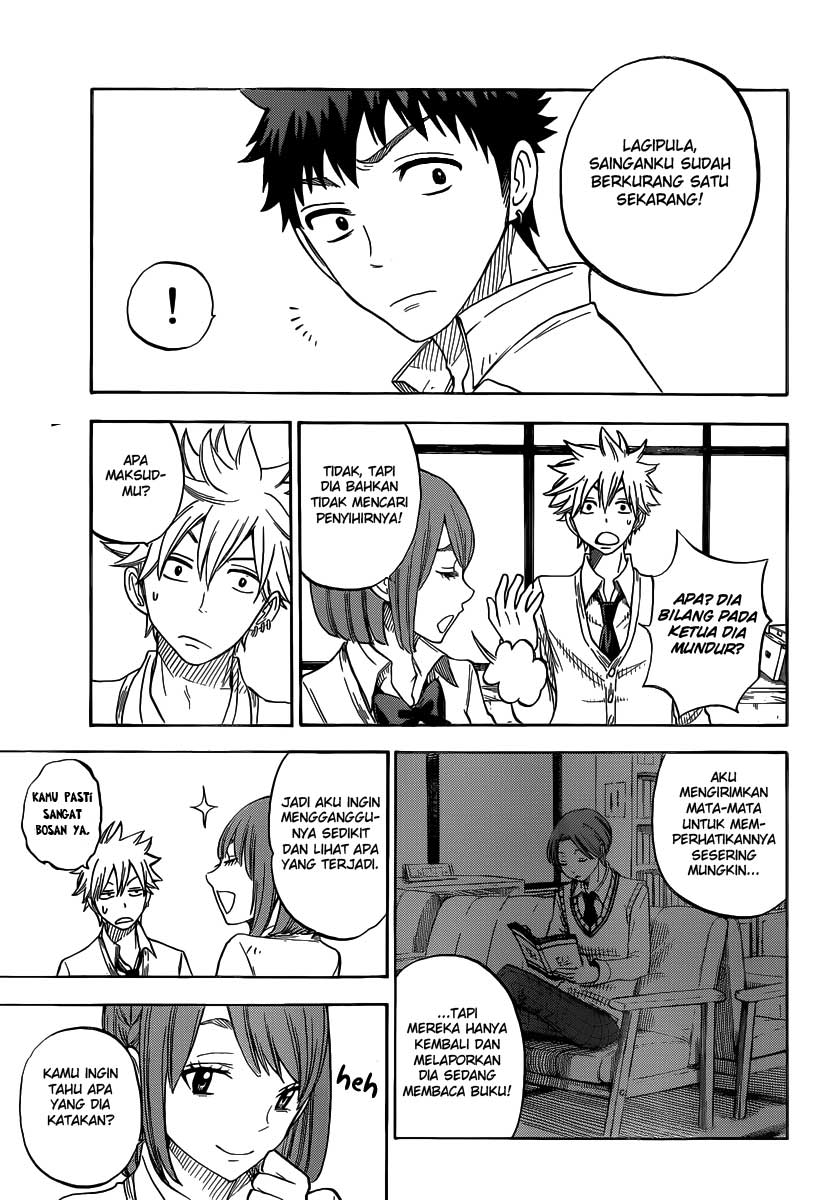 LAGIPULA,
SAINGANKU SUDAH
BERKURANG SATU
SEKARANG!
!
APA? DIA
BILANG PADA
KETUA DIA
MUNDUR?
TIDAK, TAPI
DIA BAHKAN
TIDAK MENCARI
PENYIHIRNYA!
APA
MAKSUD-
MU?
AKU
MENGIRIMKAN
MATA-MATA
UNTUK MEM-
PERHATIKANNYA
SESERING
MUNGKIN...
...TAPI
MEREKA HANYA
KEMBALI DAN
MELAPORKAN
DIA SEDANG
MEMBACA BUKU!
JADI AKU INGIN
MENGGANGGU-
NYA SEDIKIT
DAN LIHAT APA
YANG TERJADI.
KAMU PASTI
SANGAT
BOSAN YA.
heh
KAMU INGIN
TAHU APA
YANG DIA
KATAKAN?